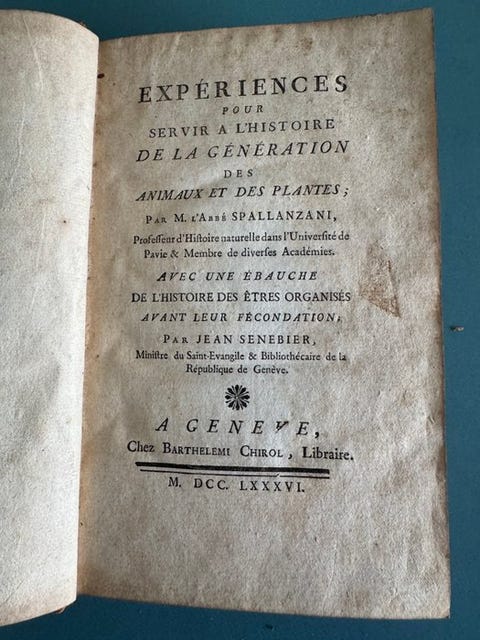 EXPÉRIENCES
POUR
SERVIR A L'HISTOIRE
DE LA GÉNÉRATION
DES
ANIMAUX ET DES PLANTES;
PAR M. L'ABBÉ SPALLANZANI,
Professeur d'Histoire naturelle dans l'Université de
Pavie & Membre de diverses Académies.
AVEC UNE ÉBAUCHE
DE L'HISTOIRE DES ÊTRES ORGANISÉS
AVANT LEUR FÉCONDATION;
PAR JEAN SENEBIER,
Ministre du Saint-Evangile & Bibliothécaire de la
République de Genêve.
A GENEVE,
Chez BARTHELEMI CHIROL, Libraire.
M. DCC. LXXXVI.